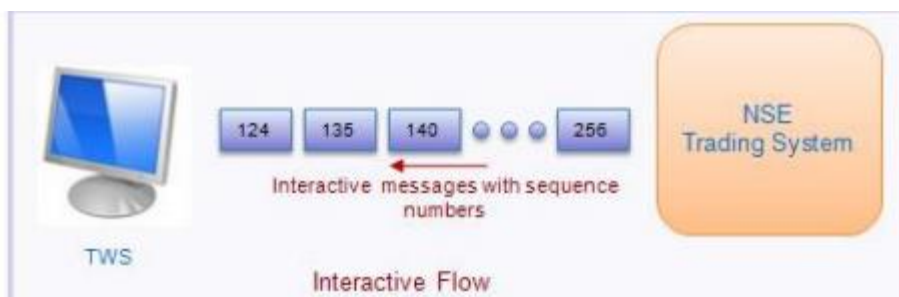 124 135 140 256
NSE
Trading System
Interactive messages with sequence
numbers
TWS
Interactive Flow